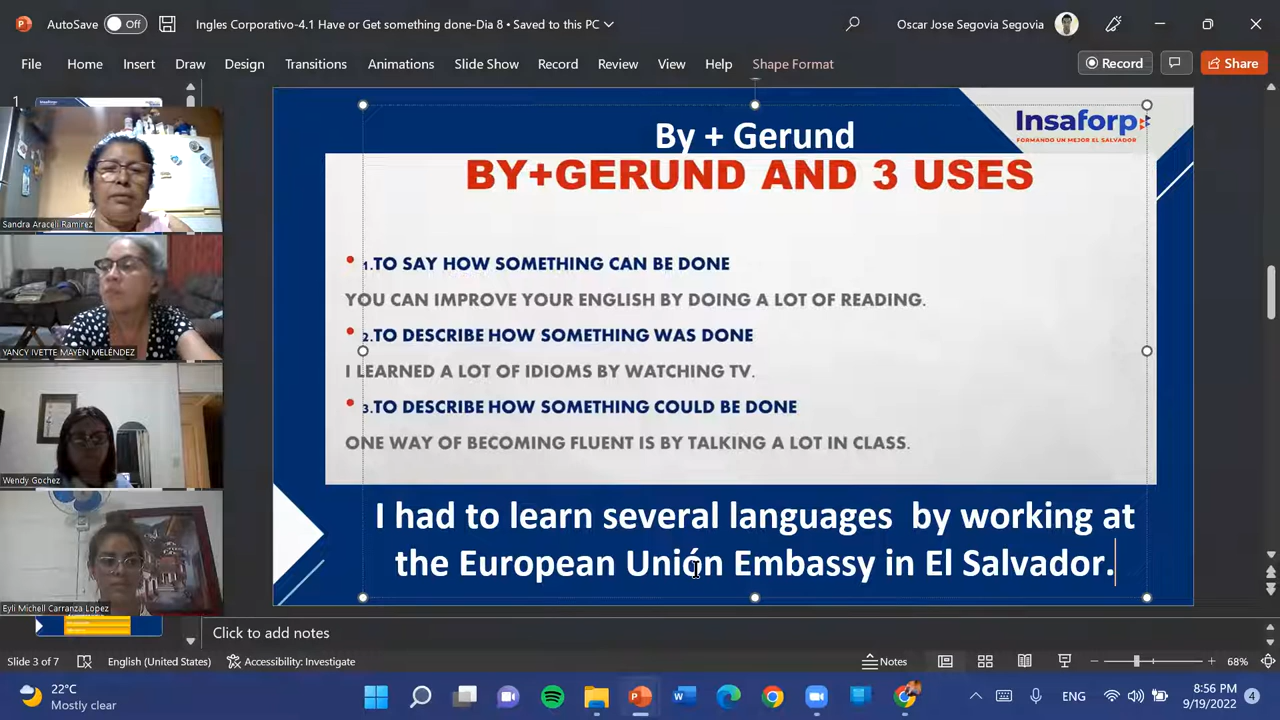 AutoSave Off Ingles Corporativo-4.1 Have or Get something done-Dia 8 • Saved to this PC Oscar Jose Segovia Segovia
File Home Insert Draw Design Transitions Animations Slide Show Record Review View Help Shape Format Record Share
1
Insaforp
FORMANDO UN MEJOR EL SALVADOR
By + Gerund
BY+GERUND AND 3 USES
1.TO SAY HOW SOMETHING CAN BE DONE
YOU CAN IMPROVE YOUR ENGLISH BY DOING A LOT OF READING.
2.TO DESCRIBE HOW SOMETHING WAS DONE
I LEARNED A LOT OF IDIOMS BY WATCHING TV.
3.TO DESCRIBE HOW SOMETHING COULD BE DONE
ONE WAY OF BECOMING FLUENT IS BY TALKING A LOT IN CLASS.
I had to learn several languages by working at
the European Unión Embassy in El Salvador.
Sandra Araceli Ramirez
YANCY IVETTE MAYÉN MELÉNDEZ
Wendy Gochez
Eyli Michell Carranza Lopez
Click to add notes
Slide 3 of 7 English (United States) Accessibility: Investigate Notes 68%
22°C
Mostly clear
ENG
8:56 PM
9/19/2022
4